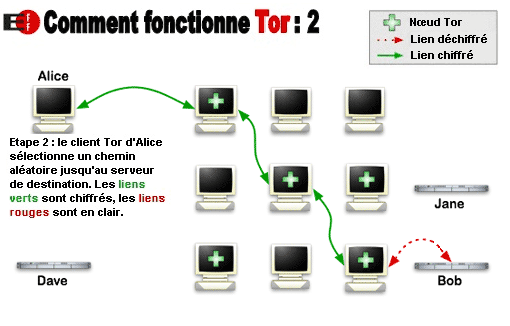 E
Comment fonctionne Tor : 2
Nœud Tor
Lien déchiffré
Lien chiffré
Alice
Etape 2 : le client Tor d'Alice
sélectionne un chemin
aléatoire jusqu'au serveur
de destination. Les liens
verts sont chiffrés, les liens
rouges sont en clair.
Jane
Dave
Bob